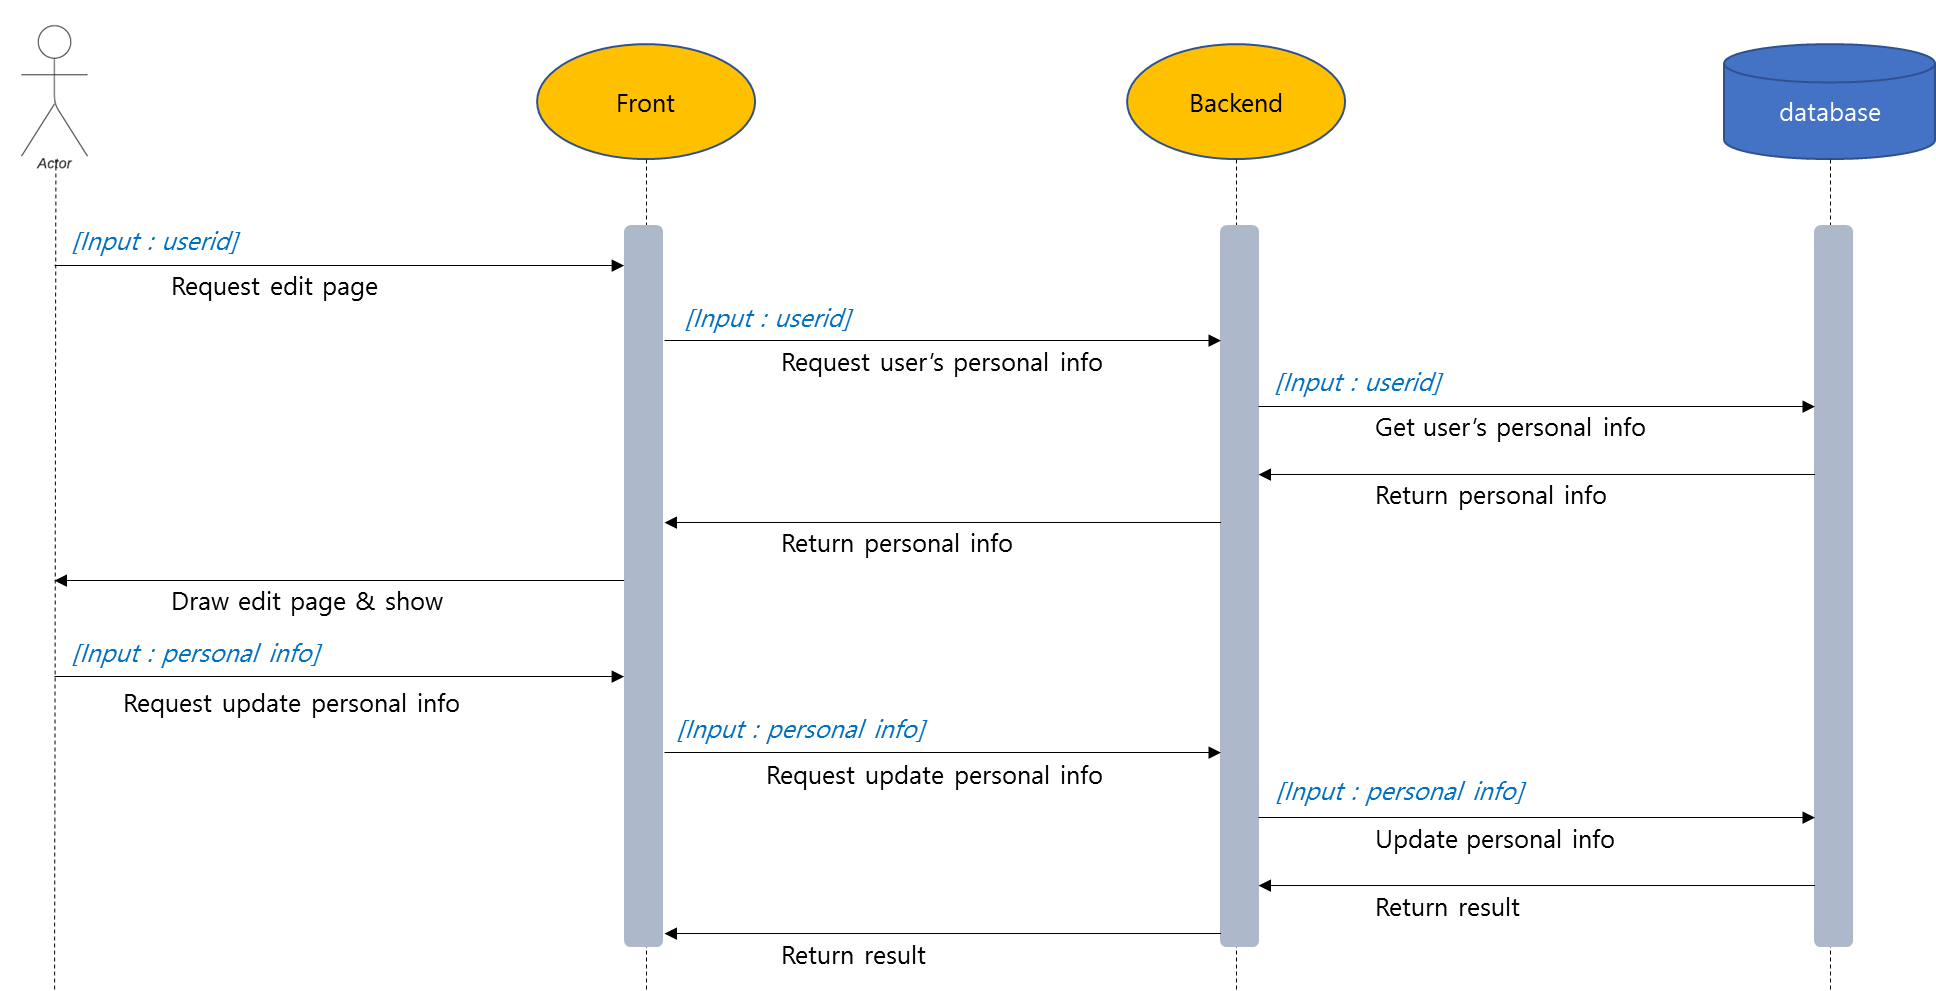 Actor
Front
Backend
database
[Input : userid]
Request edit page
[Input : userid]
Request user’s personal info
[Input : userid]
Get user’s personal info
Return personal info
Return personal info
Draw edit page & show
[Input : personal info]
Request update personal info
[Input : personal info]
Request update personal info
[Input : personal info]
Update personal info
Return result
Return result